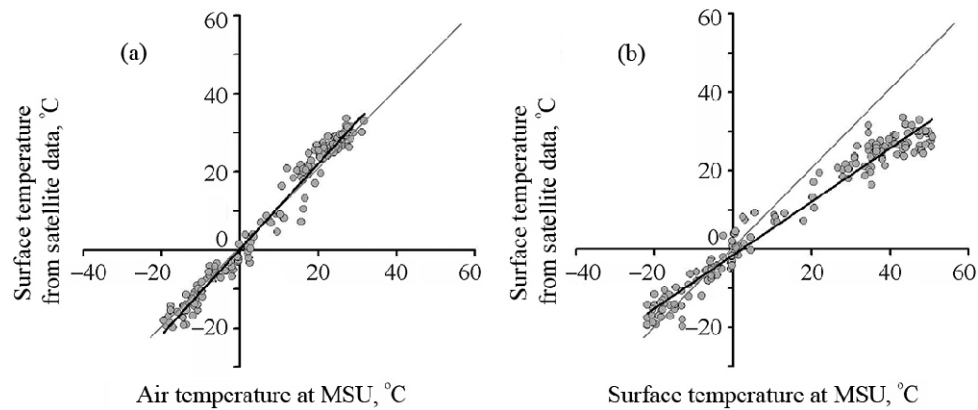 60
(a)
40
20
0
−40
−20
20
40
60
−20
Surface temperature
from satellite data, °C
Air temperature at MSU, °C
60
(b)
40
20
0
−40
−20
20
40
60
−20
Surface temperature
from satellite data, °C
Surface temperature at MSU, °C